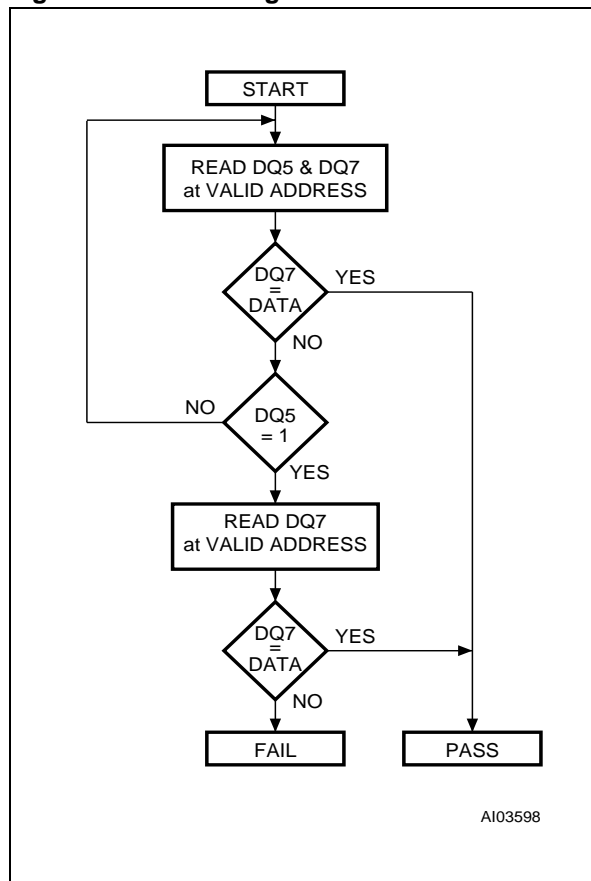 START
READ DQ5 & DQ7
at VALID ADDRESS
DQ7
=
DATA
YES
NO
DQ5
= 1
NO
YES
READ DQ7
at VALID ADDRESS
DQ7
=
DATA
YES
NO
FAIL
PASS
AI03598